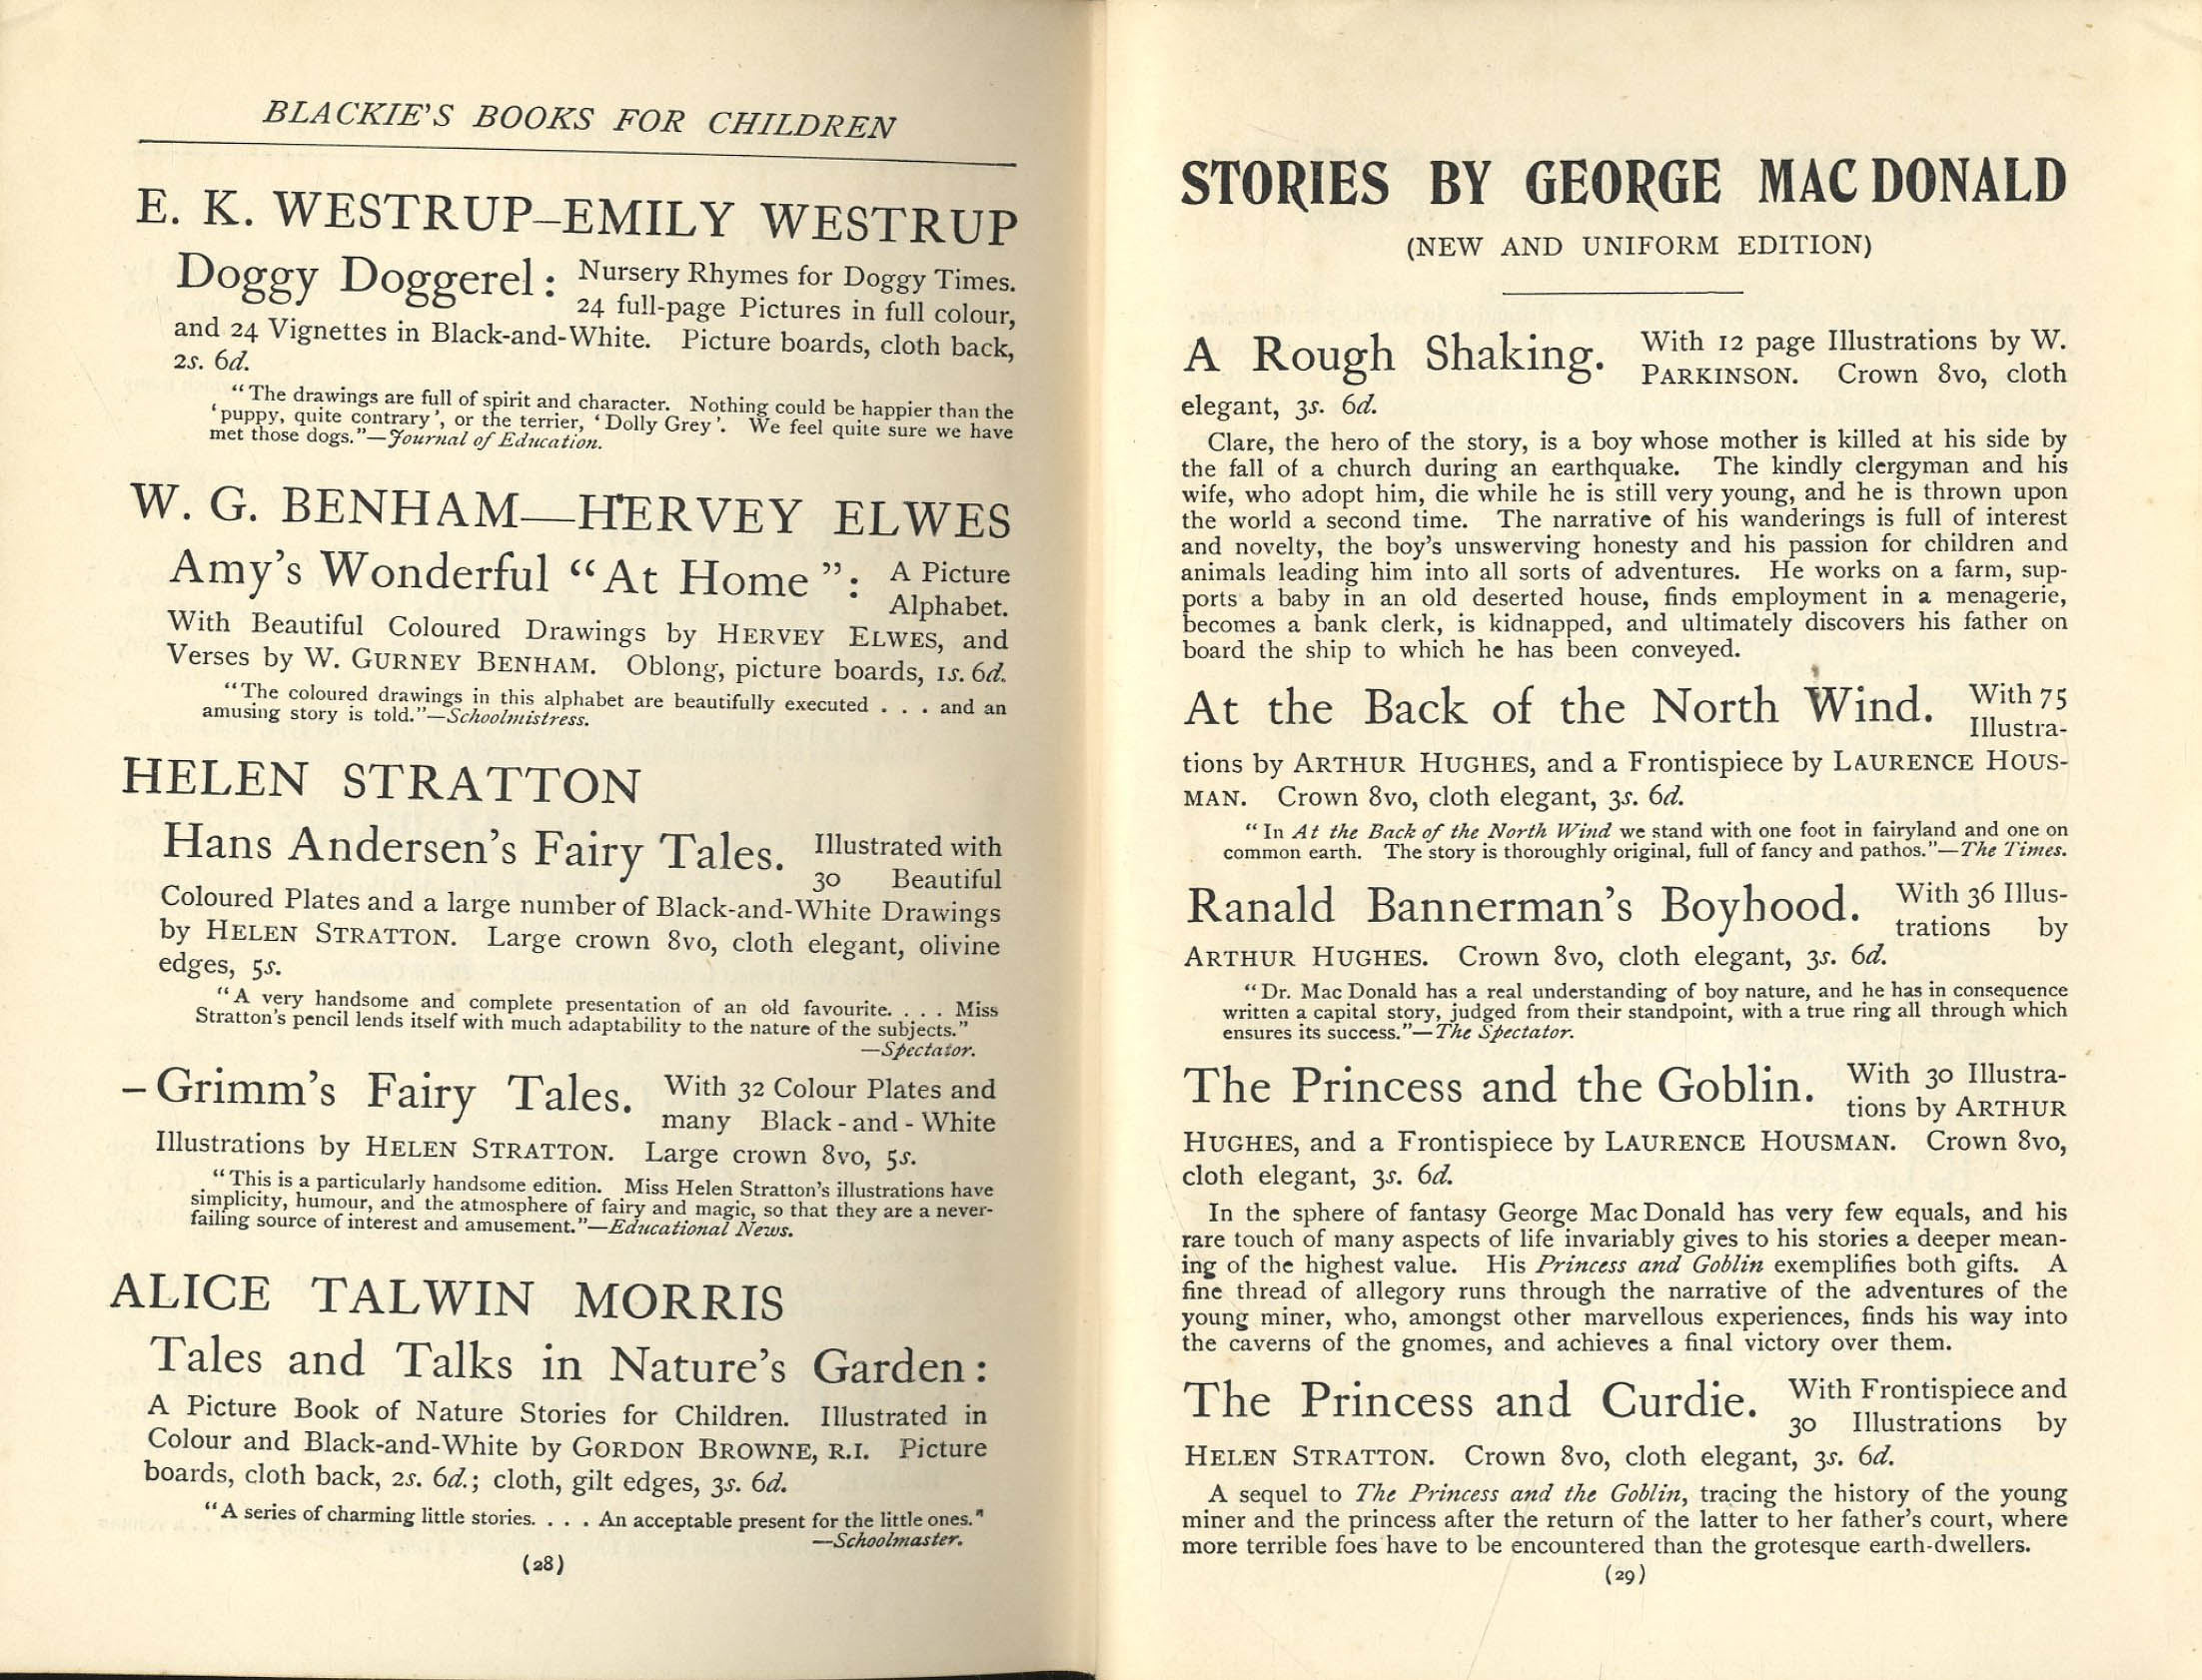 BLACKIE'S BOOKS FOR CHILDREN
E. K. WESTRUP—EMILY WESTRUP
Doggy Doggerel: Nursery Rhymes for Doggy Times.
24 full-page Pictures in full colour,
and 24 Vignettes in Black-and-White. Picture boards, cloth back,
2s. 6d.
"The drawings are full of spirit and character. Nothing could be happier than the
'puppy, quite contrary', or the terrier, 'Dolly Grey'. We feel quite sure we have
met those dogs."—Journal of Education.
W. G. BENHAM—HERVEY ELWES
Amy's Wonderful "At Home": A Picture
Alphabet.
With Beautiful Coloured Drawings by HERVEY ELWES, and
Verses by W. GURNEY BENHAM. Oblong, picture boards, 1s. 6d.
"The coloured drawings in this alphabet are beautifully executed . . . and an
amusing story is told."—Schoolmistress.
HELEN STRATTON
Hans Andersen's Fairy Tales. Illustrated with
30 Beautiful
Coloured Plates and a large number of Black-and-White Drawings
by HELEN STRATTON. Large crown 8vo, cloth elegant, olivine
edges, 5s.
"A very handsome and complete presentation of an old favourite. . . . Miss
Stratton's pencil lends itself with much adaptability to the nature of the subjects."
—Spectator.
—Grimm's Fairy Tales. With 32 Colour Plates and
many Black-and-White
Illustrations by HELEN STRATTON. Large crown 8vo, 5s.
"This is a particularly handsome edition. Miss Helen Stratton's illustrations have
simplicity, humour, and the atmosphere of fairy and magic, so that they are a never-
failing source of interest and amusement."—Educational News.
ALICE TALWIN MORRIS
Tales and Talks in Nature's Garden:
A Picture Book of Nature Stories for Children. Illustrated in
Colour and Black-and-White by GORDON BROWNE, R.I. Picture
boards, cloth back, 2s. 6d.; cloth, gilt edges, 3s. 6d.
"A series of charming little stories. . . . An acceptable present for the little ones."
—Schoolmaster.
(28)
STORIES BY GEORGE MAC DONALD
(NEW AND UNIFORM EDITION)
A Rough Shaking. With 12 page Illustrations by W.
PARKINSON. Crown 8vo, cloth
elegant, 3s. 6d.
Clare, the hero of the story, is a boy whose mother is killed at his side by
the fall of a church during an earthquake. The kindly clergyman and his
wife, who adopt him, die while he is still very young, and he is thrown upon
the world a second time. The narrative of his wanderings is full of interest
and novelty, the boy's unswerving honesty and his passion for children and
animals leading him into all sorts of adventures. He works on a farm, sup-
ports a baby in an old deserted house, finds employment in a menagerie,
becomes a bank clerk, is kidnapped, and ultimately discovers his father on
board the ship to which he has been conveyed.
At the Back of the North Wind. With 75
Illustra-
tions by ARTHUR HUGHES, and a Frontispiece by LAURENCE HOUS-
MAN. Crown 8vo, cloth elegant, 3s. 6d.
"In At the Back of the North Wind we stand with one foot in fairyland and one on
common earth. The story is thoroughly original, full of fancy and pathos."—The Times.
Ranald Bannerman's Boyhood. With 36 Illus-
trations by
ARTHUR HUGHES. Crown 8vo, cloth elegant, 3s. 6d.
"Dr. Mac Donald has a real understanding of boy nature, and he has in consequence
written a capital story, judged from their standpoint, with a true ring all through which
ensures its success."—The Spectator.
The Princess and the Goblin. With 30 Illustra-
tions by ARTHUR
HUGHES, and a Frontispiece by LAURENCE HOUSMAN. Crown 8vo,
cloth elegant, 3s. 6d.
In the sphere of fantasy George Mac Donald has very few equals, and his
rare touch of many aspects of life invariably gives to his stories a deeper mean-
ing of the highest value. His Princess and Goblin exemplifies both gifts. A
fine thread of allegory runs through the narrative of the adventures of the
young miner, who, amongst other marvellous experiences, finds his way into
the caverns of the gnomes, and achieves a final victory over them.
The Princess and Curdie. With Frontispiece and
30 Illustrations by
HELEN STRATTON. Crown 8vo, cloth elegant, 3s. 6d.
A sequel to The Princess and the Goblin, tracing the history of the young
miner and the princess after the return of the latter to her father's court, where
more terrible foes have to be encountered than the grotesque earth-dwellers.
(29)